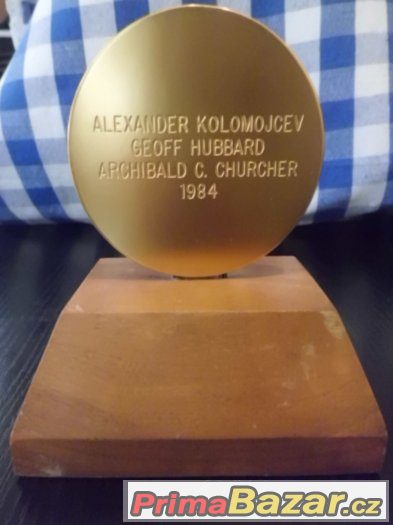 ALEXANDER KOLOMOJCEV
GEOFF HUBBARD
ARCHIBALD C. CHURCHER
1984
PrimaBazar.cz